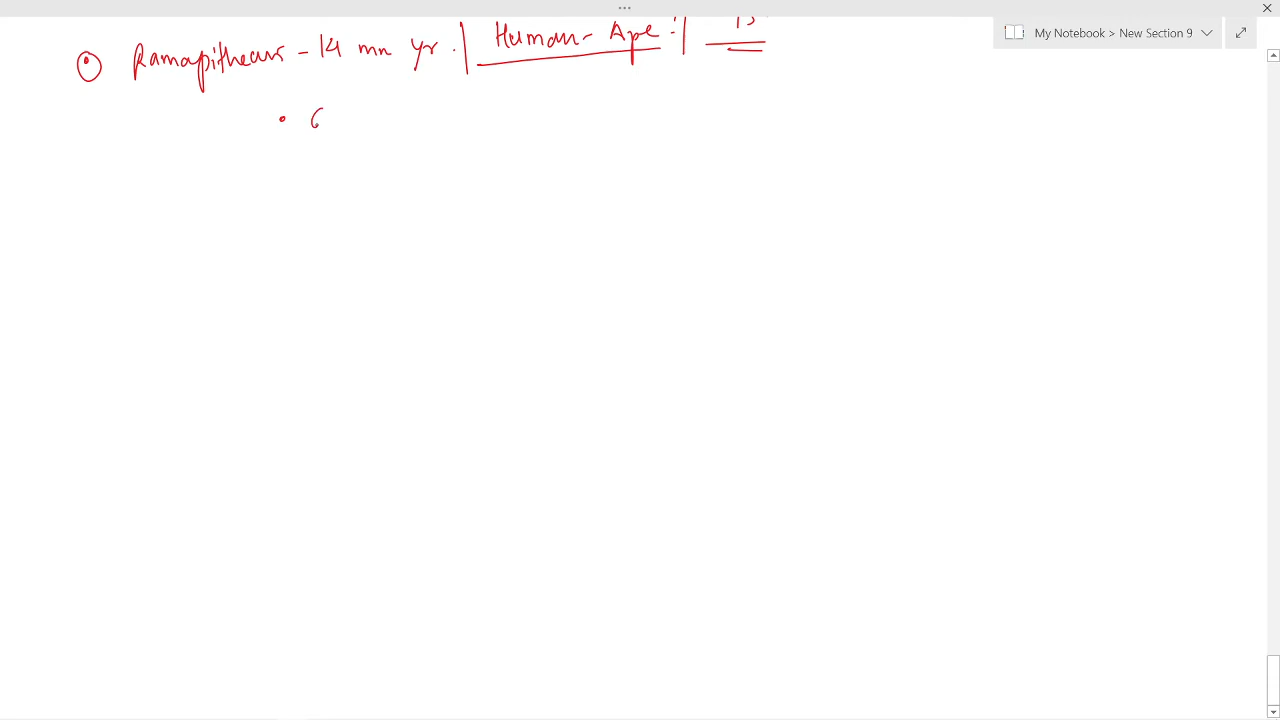 My Notebook > New Section 9
Ramapithecus - 14 mn yr. | Human- Ape :|
•